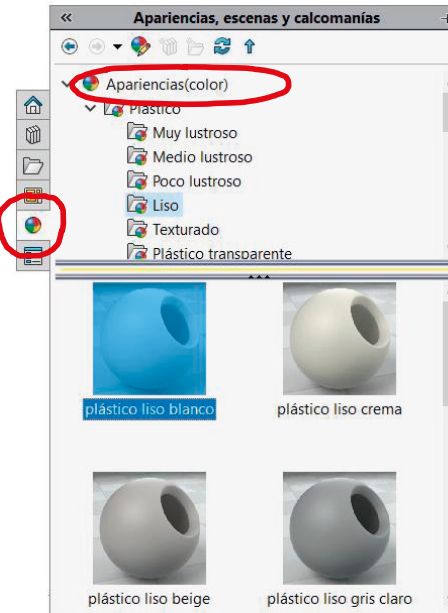 Apariencias, escenas y calcomanías
Apariencias(color)
Plástico
Muy lustroso
Medio lustroso
Poco lustroso
Liso
Texturado
Plástico transparente
plástico liso blanco
plástico liso crema
plástico liso beige
plástico liso gris claro